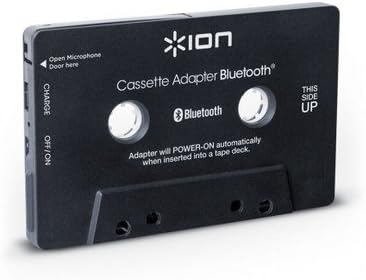 ION
Open Microphone
Door here
Cassette Adapter Bluetooth®
CHARGE
THIS
SIDE
UP
Bluetooth
OFF/ON
Adapter will POWER-ON automatically
when inserted into a tape deck.